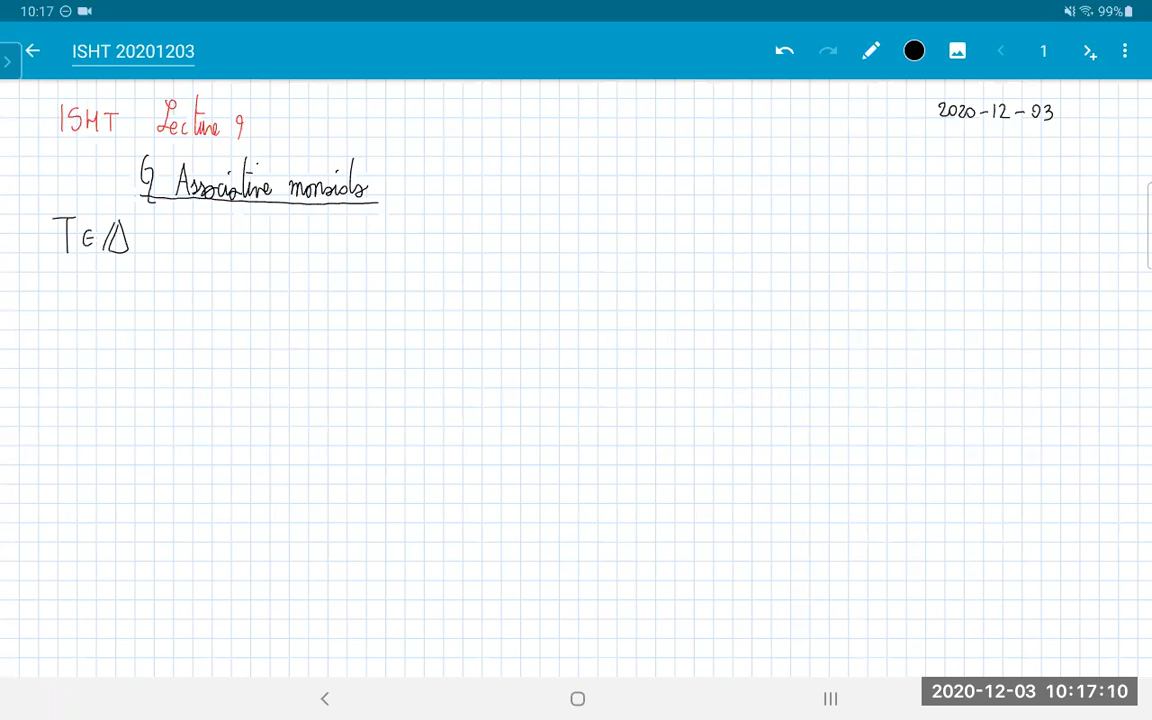 10:17 99%
ISHT 20201203 1
ISHT Lecture 9 2020-12-03
§ Associative monoids
T ∈ Δ
2020-12-03 10:17:10